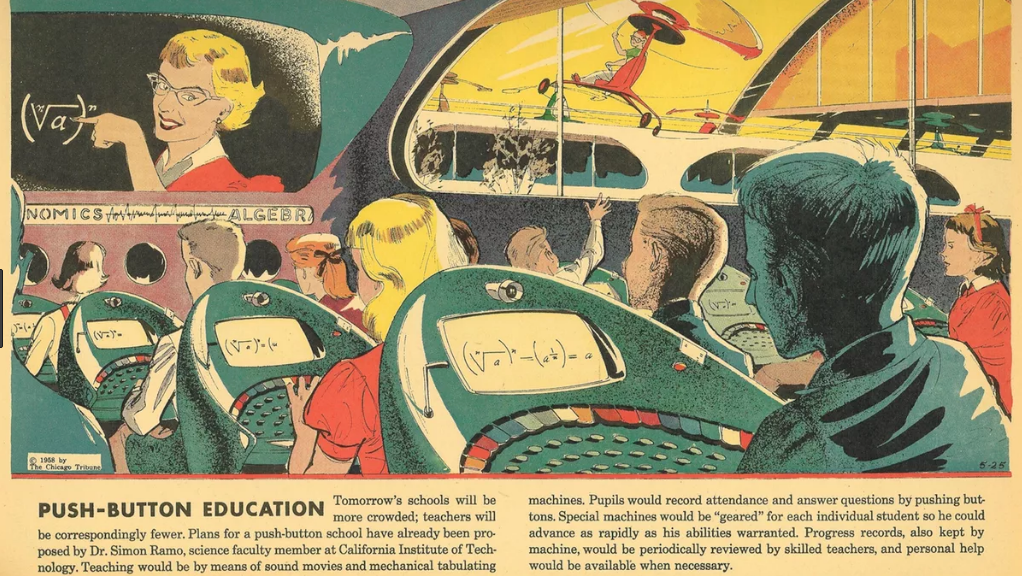 (ⁿ√a)ⁿ
NOMICS ALGEBR
(ⁿ√a)ⁿ=(a^(1/n))ⁿ= a
© 1958 by
The Chicago Tribune
5-25
PUSH-BUTTON EDUCATION Tomorrow's schools will be
more crowded; teachers will
be correspondingly fewer. Plans for a push-button school have already been pro-
posed by Dr. Simon Ramo, science faculty member at California Institute of Tech-
nology. Teaching would be by means of sound movies and mechanical tabulating
machines. Pupils would record attendance and answer questions by pushing but-
tons. Special machines would be "geared" for each individual student so he could
advance as rapidly as his abilities warranted. Progress records, also kept by
machine, would be periodically reviewed by skilled teachers, and personal help
would be available when necessary.